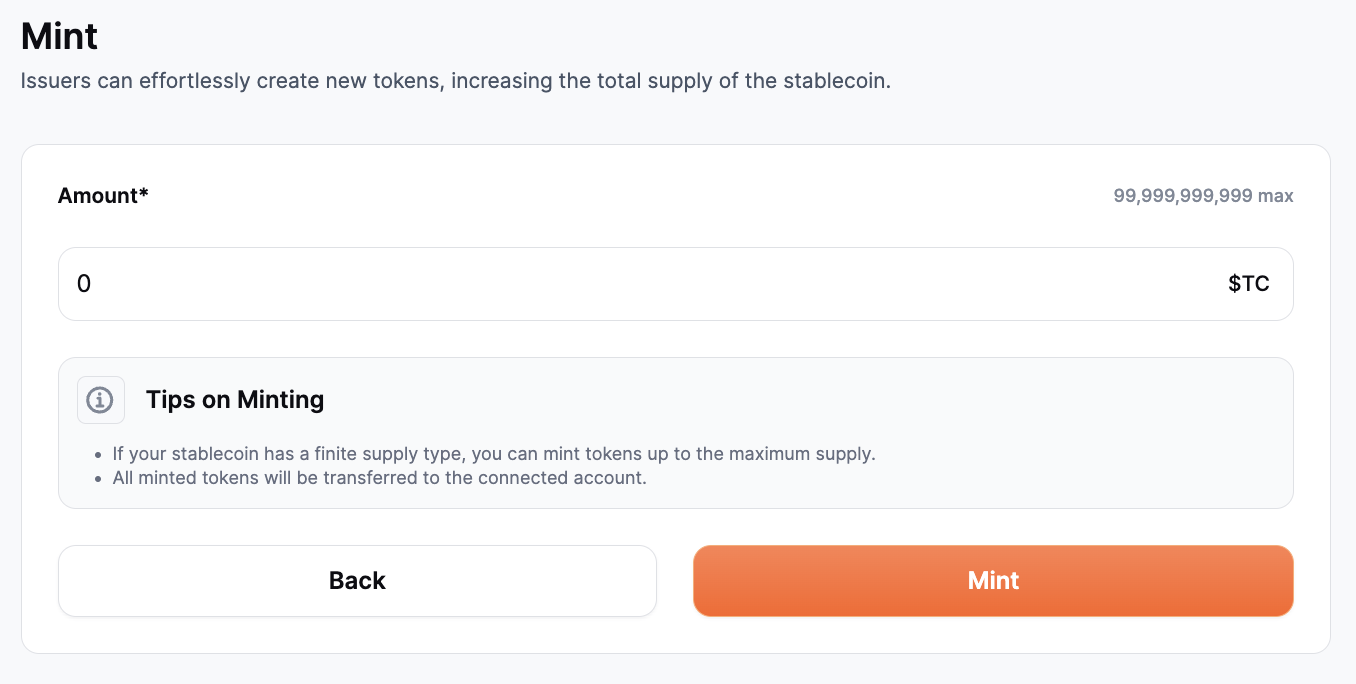 Mint
Issuers can effortlessly create new tokens, increasing the total supply of the stablecoin.
Amount*
99,999,999,999 max
0
$TC
Tips on Minting
If your stablecoin has a finite supply type, you can mint tokens up to the maximum supply.
All minted tokens will be transferred to the connected account.
Back
Mint